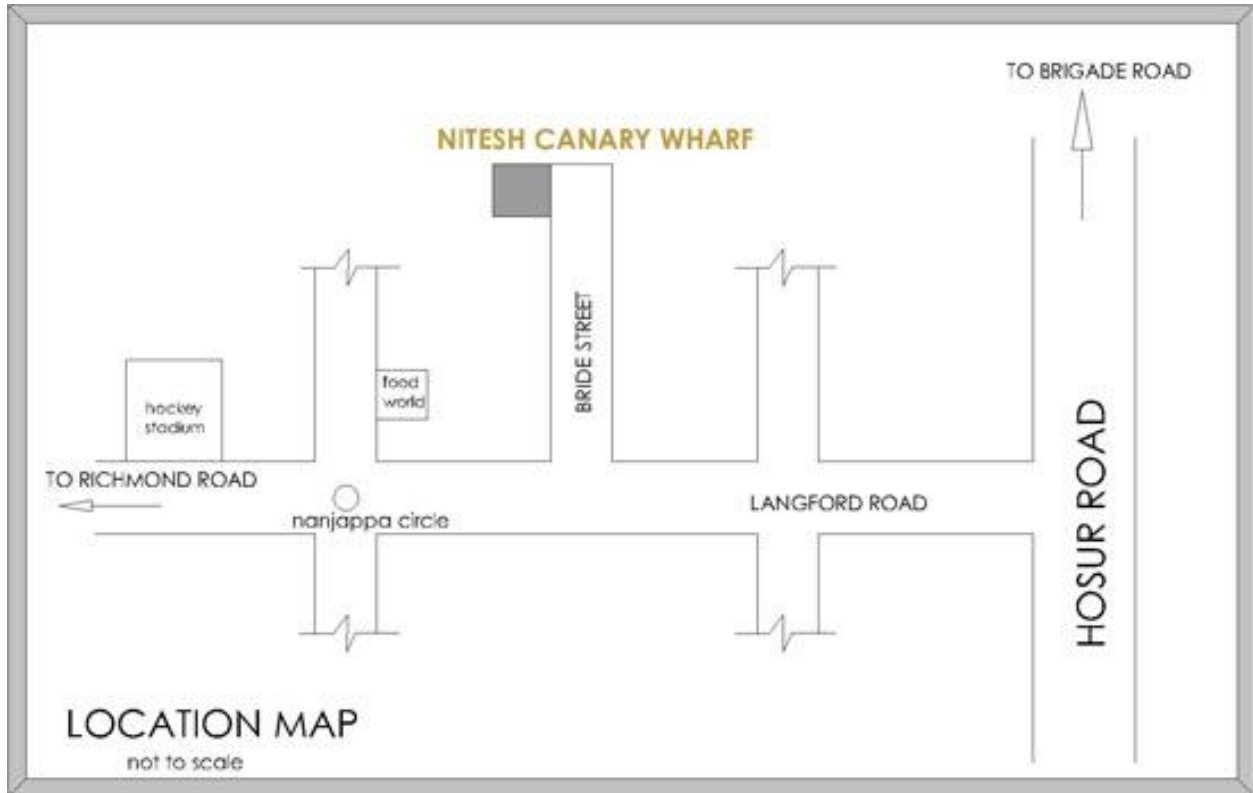 TO BRIGADE ROAD
NITESH CANARY WHARF
BRIDE STREET
food
world
hockey
stadium
TO RICHMOND ROAD
nanjappa circle
LANGFORD ROAD
HOSUR ROAD
LOCATION MAP
not to scale